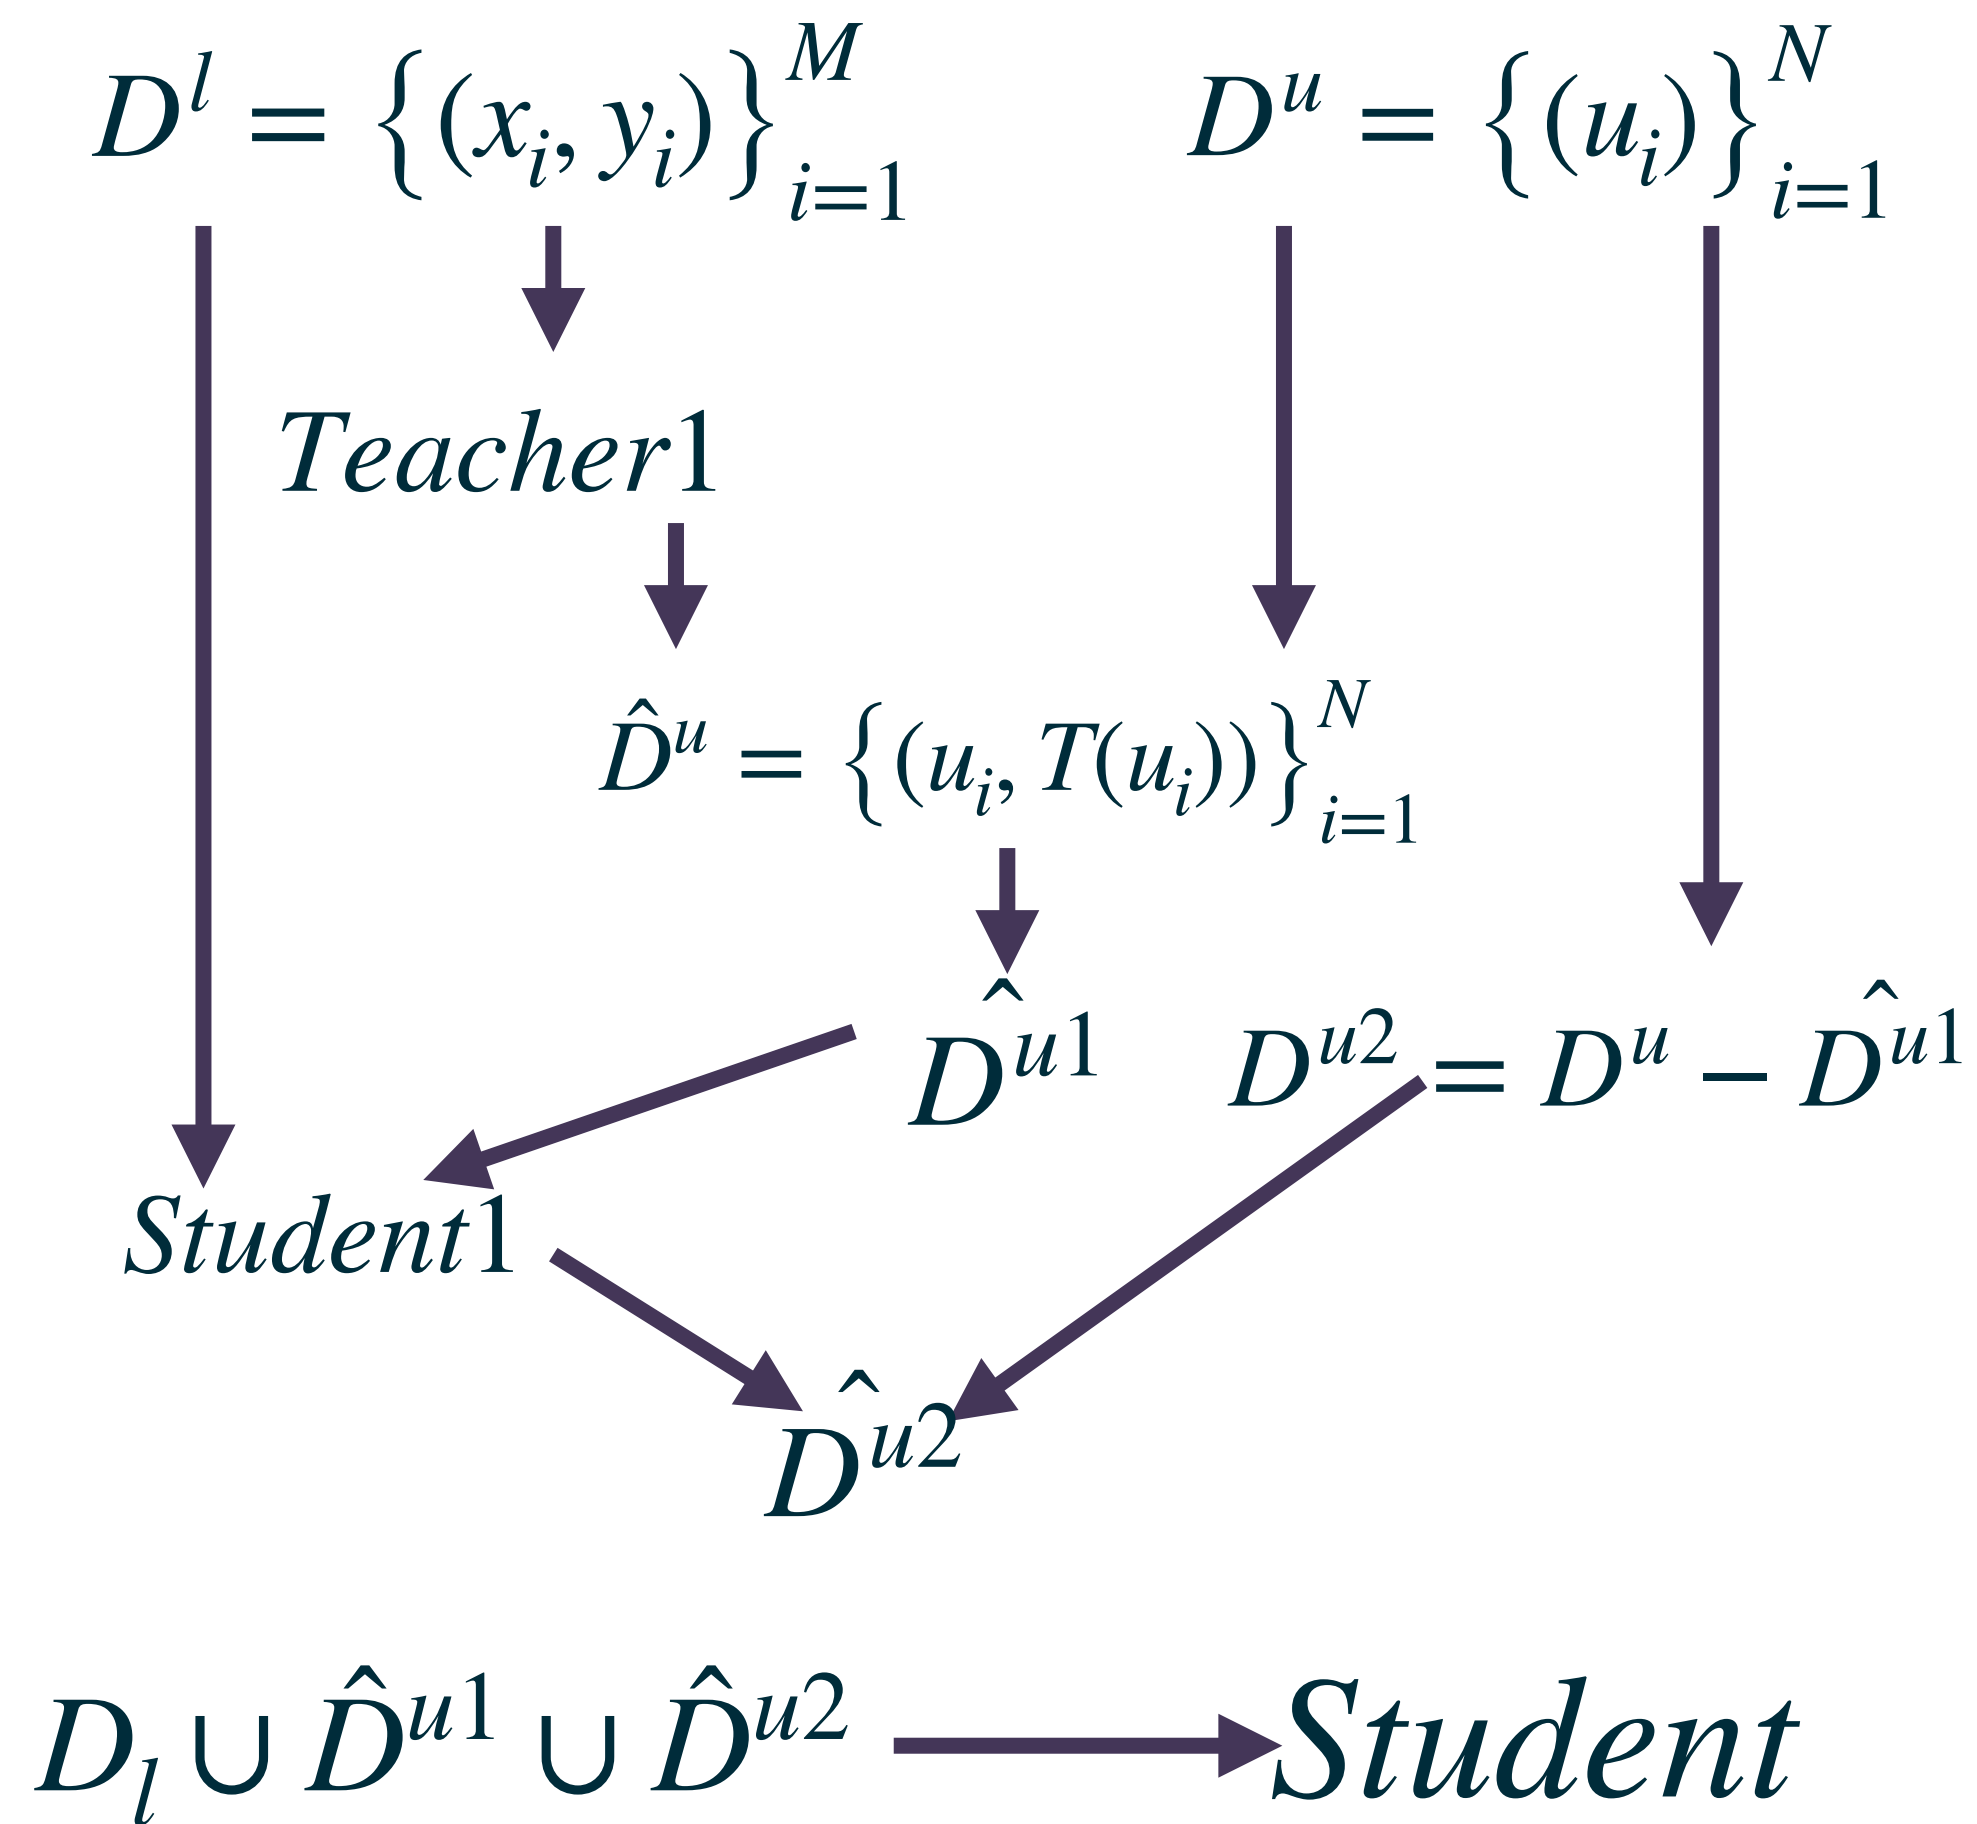 D^l = {(x_i, y_i)}_{i=1}^M
D^u = {(u_i)}_{i=1}^N
Teacher1
D̂^u = {(u_i, T(u_i))}_{i=1}^N
D̂^{u1}
D^{u2} = D^u − D̂^{u1}
Student1
D̂^{u2}
D_l ∪ D̂^{u1} ∪ D̂^{u2}
Student